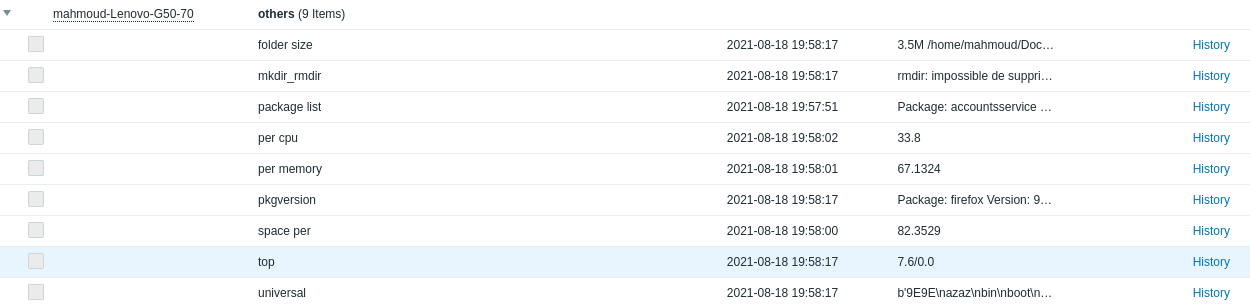 mahmoud-Lenovo-G50-70 others (9 Items)
folder size 2021-08-18 19:58:17 3.5M /home/mahmoud/Doc… History
mkdir_rmdir 2021-08-18 19:58:17 rmdir: impossible de suppri… History
package list 2021-08-18 19:57:51 Package: accountsservice … History
per cpu 2021-08-18 19:58:02 33.8 History
per memory 2021-08-18 19:58:01 67.1324 History
pkgversion 2021-08-18 19:58:17 Package: firefox Version: 9… History
space per 2021-08-18 19:58:00 82.3529 History
top 2021-08-18 19:58:17 7.6/0.0 History
universal 2021-08-18 19:58:17 b'9E9E\nazaz\nbin\nboot\n… History